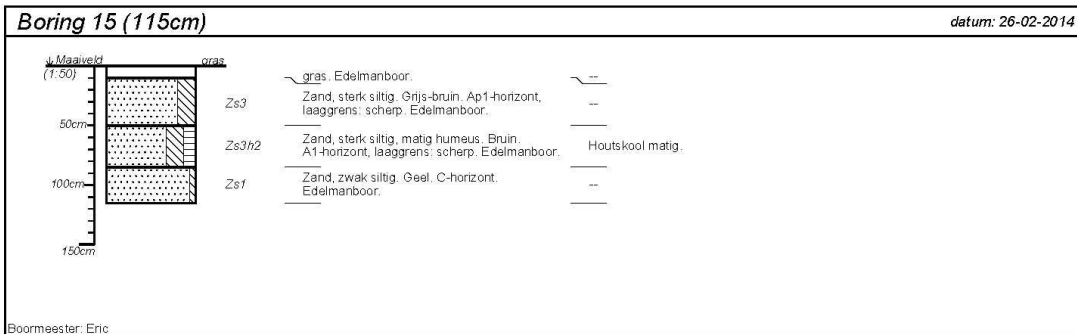 Boring 15 (115cm)
datum: 26-02-2014
Maaiveld
gras
(1:50)
gras. Edelmanboor.
--
Zs3
Zand, sterk siltig. Grijs-bruin. Ap1-horizont,
laaggrens: scherp. Edelmanboor.
--
50cm
Zs3h2
Zand, sterk siltig, matig humeus. Bruin.
A1-horizont, laaggrens: scherp. Edelmanboor.
Houtskool matig.
100cm
Zs1
Zand, zwak siltig. Geel. C-horizont.
Edelmanboor.
--
150cm
Boormeester: Eric